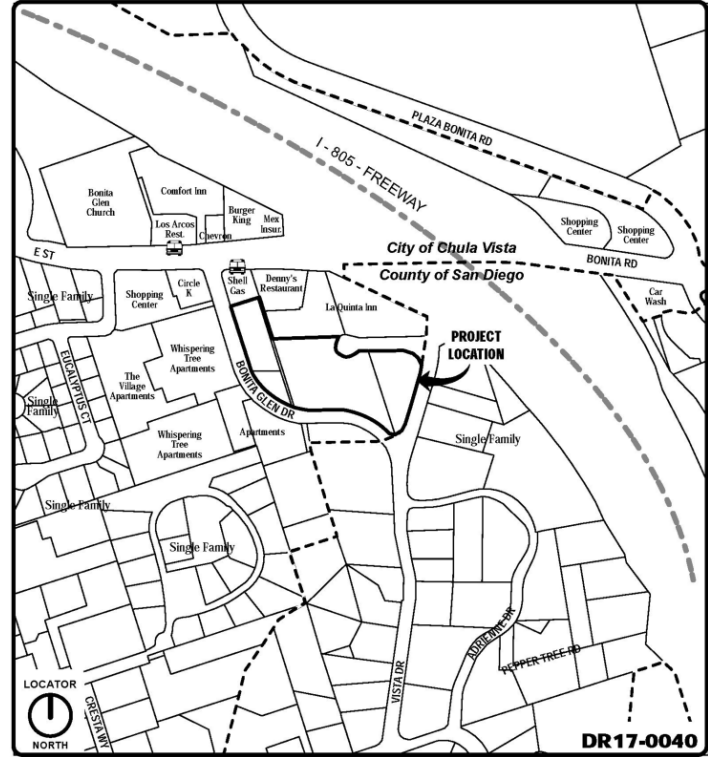 PLAZA BONITA RD
I - 805 - FREEWAY
Bonita
Glen
Church
Comfort Inn
Los Arcos
Rest.
Chevron
Burger
King
Mex
Insur.
Shopping
Center
Shopping
Center
City of Chula Vista
County of San Diego
BONITA RD
E ST
Single Family
Shopping
Center
Circle
K
Shell
Gas
Denny's
Restaurant
La Quinta Inn
Car
Wash
PROJECT
LOCATION
EUCALYPTUS CT
Whispering
Tree
Apartments
The
Village
Apartments
BONITA GLEN DR
Single
Family
Whispering
Tree
Apartments
Apartments
Single Family
Single Family
Single Family
VISTA DR
ADRIENNE DR
PEPPER TREE RD
CRESTA WY
LOCATOR
NORTH
DR17-0040